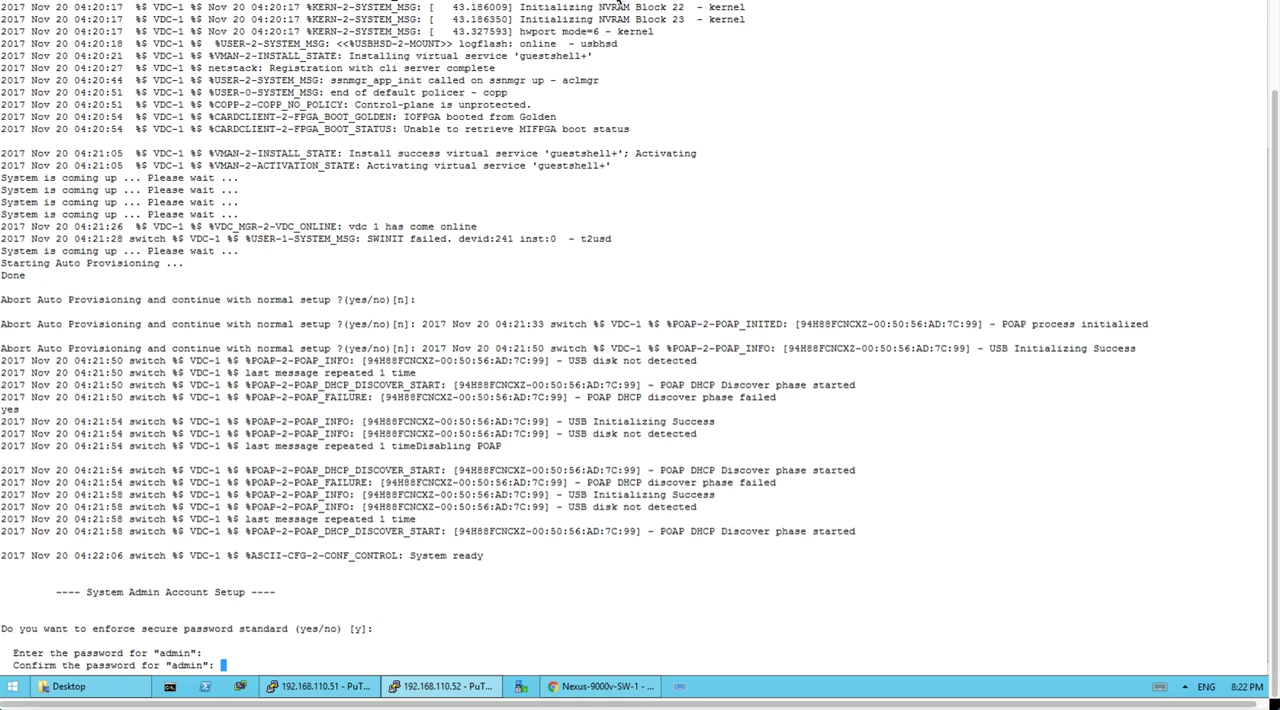 2017 Nov 20 04:20:17  %$ VDC-1 %$ Nov 20 04:20:17 %KERN-2-SYSTEM_MSG: [   43.186009] Initializing NVRAM Block 22  - kernel
2017 Nov 20 04:20:17  %$ VDC-1 %$ Nov 20 04:20:17 %KERN-2-SYSTEM_MSG: [   43.186350] Initializing NVRAM Block 23  - kernel
2017 Nov 20 04:20:17  %$ VDC-1 %$ Nov 20 04:20:17 %KERN-2-SYSTEM_MSG: [   43.327593] hwport mode=6 - kernel
2017 Nov 20 04:20:18  %$ VDC-1 %$  %USER-2-SYSTEM_MSG: <<%USBHSD-2-MOUNT>> logflash: online  - usbhsd
2017 Nov 20 04:20:21  %$ VDC-1 %$ %VMAN-2-INSTALL_STATE: Installing virtual service 'guestshell+'
2017 Nov 20 04:20:27  %$ VDC-1 %$ netstack: Registration with cli server complete
2017 Nov 20 04:20:44  %$ VDC-1 %$ %USER-2-SYSTEM_MSG: ssnmgr_app_init called on ssnmgr up - aclmgr
2017 Nov 20 04:20:51  %$ VDC-1 %$ %USER-0-SYSTEM_MSG: end of default policer - copp
2017 Nov 20 04:20:51  %$ VDC-1 %$ %COPP-2-COPP_NO_POLICY: Control-plane is unprotected.
2017 Nov 20 04:20:54  %$ VDC-1 %$ %CARDCLIENT-2-FPGA_BOOT_GOLDEN: IOFPGA booted from Golden
2017 Nov 20 04:20:54  %$ VDC-1 %$ %CARDCLIENT-2-FPGA_BOOT_STATUS: Unable to retrieve MIFPGA boot status
2017 Nov 20 04:21:05  %$ VDC-1 %$ %VMAN-2-INSTALL_STATE: Install success virtual service 'guestshell+'; Activating
2017 Nov 20 04:21:05  %$ VDC-1 %$ %VMAN-2-ACTIVATION_STATE: Activating virtual service 'guestshell+'
System is coming up ... Please wait ...
System is coming up ... Please wait ...
System is coming up ... Please wait ...
System is coming up ... Please wait ...
2017 Nov 20 04:21:26  %$ VDC-1 %$ %VDC_MGR-2-VDC_ONLINE: vdc 1 has come online
2017 Nov 20 04:21:28 switch %$ VDC-1 %$ %USER-1-SYSTEM_MSG: SWINIT failed. devid:241 inst:0  - t2usd
System is coming up ... Please wait ...
Starting Auto Provisioning ...
Done
Abort Auto Provisioning and continue with normal setup ?(yes/no)[n]:
Abort Auto Provisioning and continue with normal setup ?(yes/no)[n]: 2017 Nov 20 04:21:33 switch %$ VDC-1 %$ %POAP-2-POAP_INITED: [94H88FCNCXZ-00:50:56:AD:7C:99] - POAP process initialized
Abort Auto Provisioning and continue with normal setup ?(yes/no)[n]: 2017 Nov 20 04:21:50 switch %$ VDC-1 %$ %POAP-2-POAP_INFO: [94H88FCNCXZ-00:50:56:AD:7C:99] - USB Initializing Success
2017 Nov 20 04:21:50 switch %$ VDC-1 %$ %POAP-2-POAP_INFO: [94H88FCNCXZ-00:50:56:AD:7C:99] - USB disk not detected
2017 Nov 20 04:21:50 switch %$ VDC-1 %$ last message repeated 1 time
2017 Nov 20 04:21:50 switch %$ VDC-1 %$ %POAP-2-POAP_DHCP_DISCOVER_START: [94H88FCNCXZ-00:50:56:AD:7C:99] - POAP DHCP Discover phase started
2017 Nov 20 04:21:50 switch %$ VDC-1 %$ %POAP-2-POAP_FAILURE: [94H88FCNCXZ-00:50:56:AD:7C:99] - POAP DHCP discover phase failed
yes
2017 Nov 20 04:21:54 switch %$ VDC-1 %$ %POAP-2-POAP_INFO: [94H88FCNCXZ-00:50:56:AD:7C:99] - USB Initializing Success
2017 Nov 20 04:21:54 switch %$ VDC-1 %$ %POAP-2-POAP_INFO: [94H88FCNCXZ-00:50:56:AD:7C:99] - USB disk not detected
2017 Nov 20 04:21:54 switch %$ VDC-1 %$ last message repeated 1 timeDisabling POAP
2017 Nov 20 04:21:54 switch %$ VDC-1 %$ %POAP-2-POAP_DHCP_DISCOVER_START: [94H88FCNCXZ-00:50:56:AD:7C:99] - POAP DHCP Discover phase started
2017 Nov 20 04:21:54 switch %$ VDC-1 %$ %POAP-2-POAP_FAILURE: [94H88FCNCXZ-00:50:56:AD:7C:99] - POAP DHCP discover phase failed
2017 Nov 20 04:21:58 switch %$ VDC-1 %$ %POAP-2-POAP_INFO: [94H88FCNCXZ-00:50:56:AD:7C:99] - USB Initializing Success
2017 Nov 20 04:21:58 switch %$ VDC-1 %$ %POAP-2-POAP_INFO: [94H88FCNCXZ-00:50:56:AD:7C:99] - USB disk not detected
2017 Nov 20 04:21:58 switch %$ VDC-1 %$ last message repeated 1 time
2017 Nov 20 04:21:58 switch %$ VDC-1 %$ %POAP-2-POAP_DHCP_DISCOVER_START: [94H88FCNCXZ-00:50:56:AD:7C:99] - POAP DHCP Discover phase started
2017 Nov 20 04:22:06 switch %$ VDC-1 %$ %ASCII-CFG-2-CONF_CONTROL: System ready
---- System Admin Account Setup ----
Do you want to enforce secure password standard (yes/no) [y]:
Enter the password for "admin":
Confirm the password for "admin":
Desktop 192.168.110.51 - PuT... 192.168.110.52 - PuT... Nexus-9000v-SW-1 - ... ENG 8:22 PM